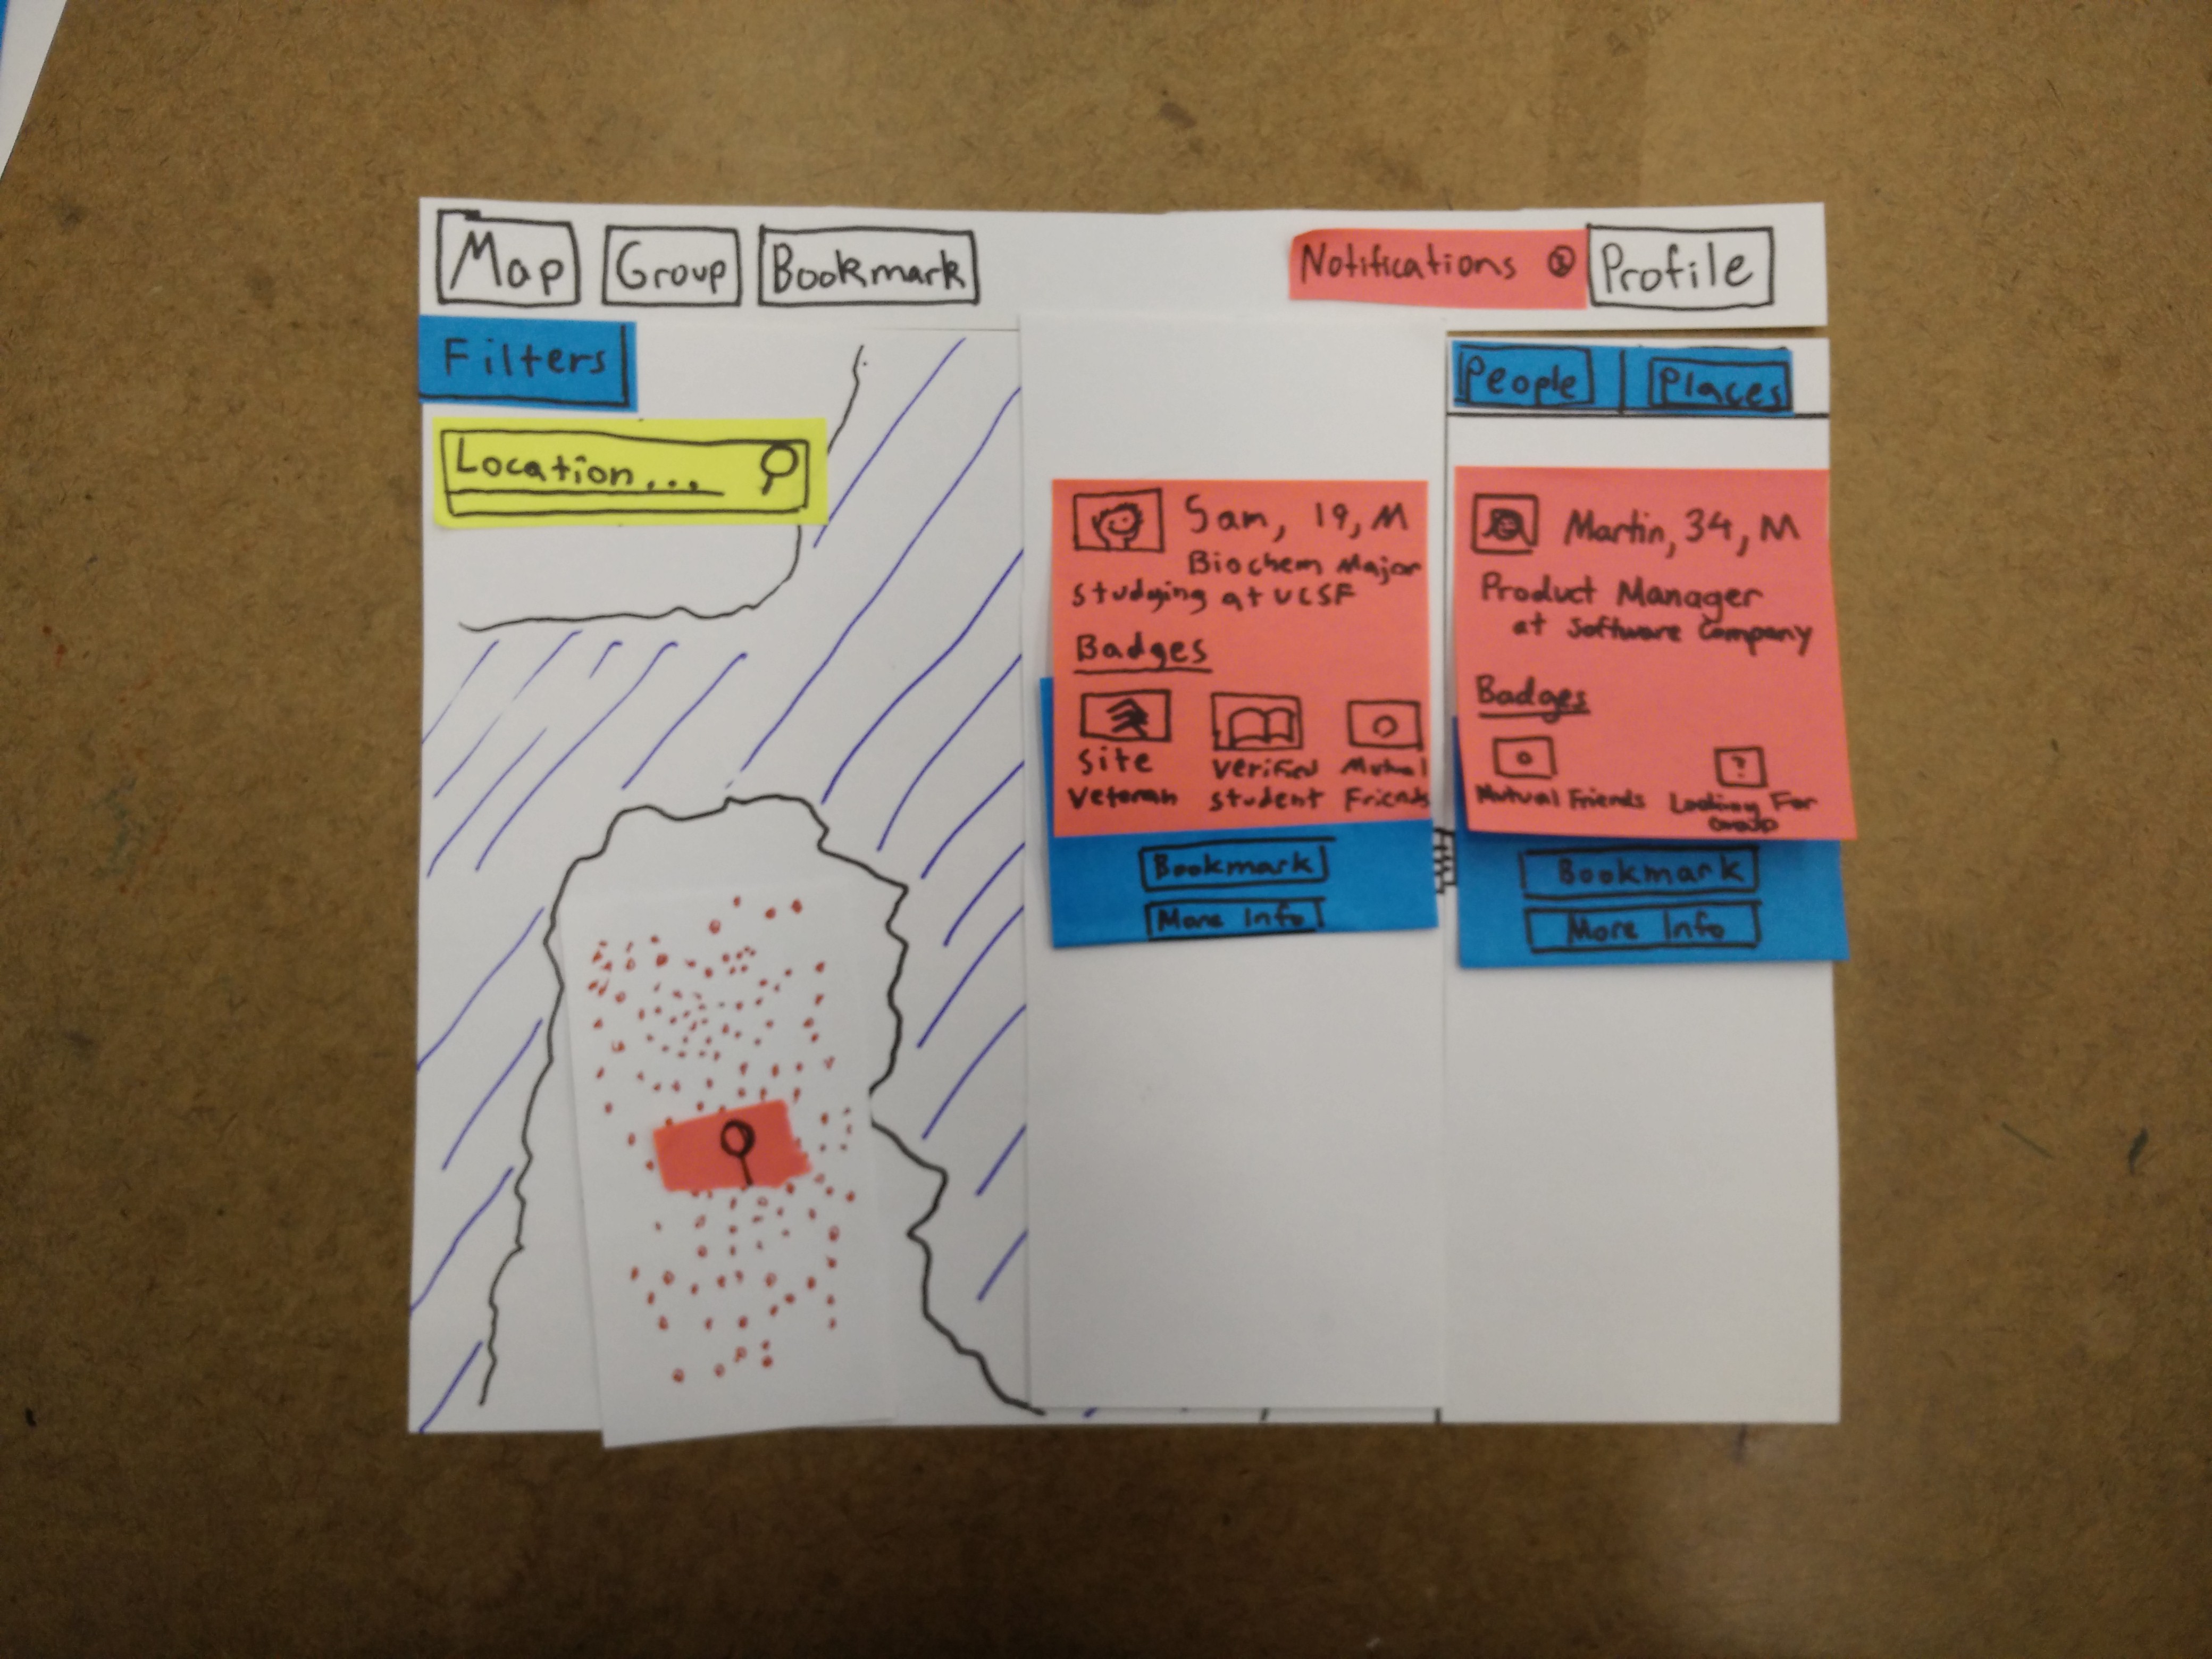 Map Group Bookmark Notifications Profile
Filters
Location...
People Places
Sam, 19, M
Biochem Major
studying at UCSF
Badges
Site
Veteran
Verified
Student
Mutual
Friends
Bookmark
More Info
Martin, 34, M
Product Manager
at Software Company
Badges
Mutual Friends
?
Looking For
Group
Bookmark
More Info